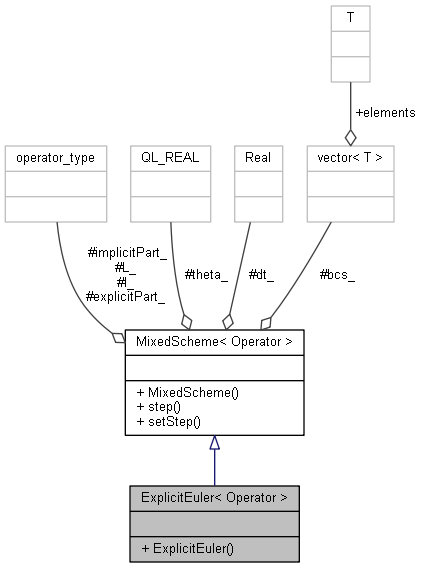 T
+elements
operator_type
QL_REAL
Real
vector< T >
#implicitPart_
#L_
#I_
#explicitPart_
#theta_
#dt_
#bcs_
MixedScheme< Operator >
+ MixedScheme()
+ step()
+ setStep()
ExplicitEuler< Operator >
+ ExplicitEuler()